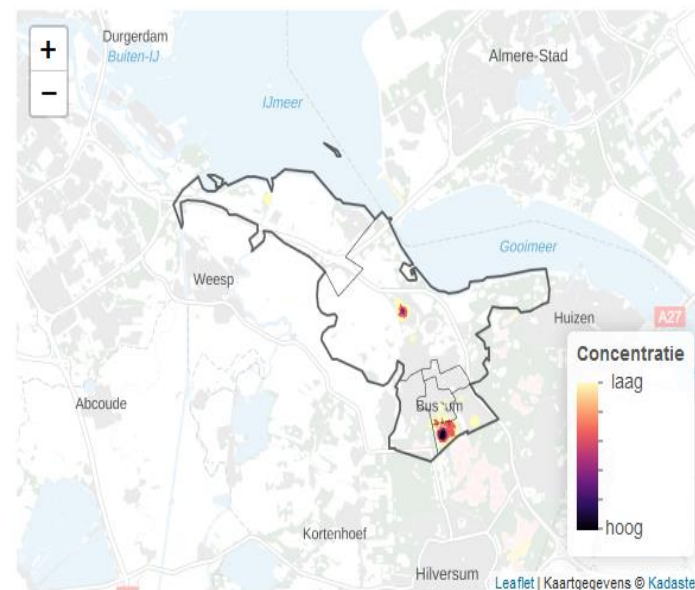 +
−
Durgerdam
Buiten-IJ
Almere-Stad
IJmeer
Gooimeer
Weesp
Huizen
A27
Concentratie
laag
hoog
Abcoude
Bussum
Kortenhoef
Hilversum
Leaflet | Kaartgegevens © Kadaste